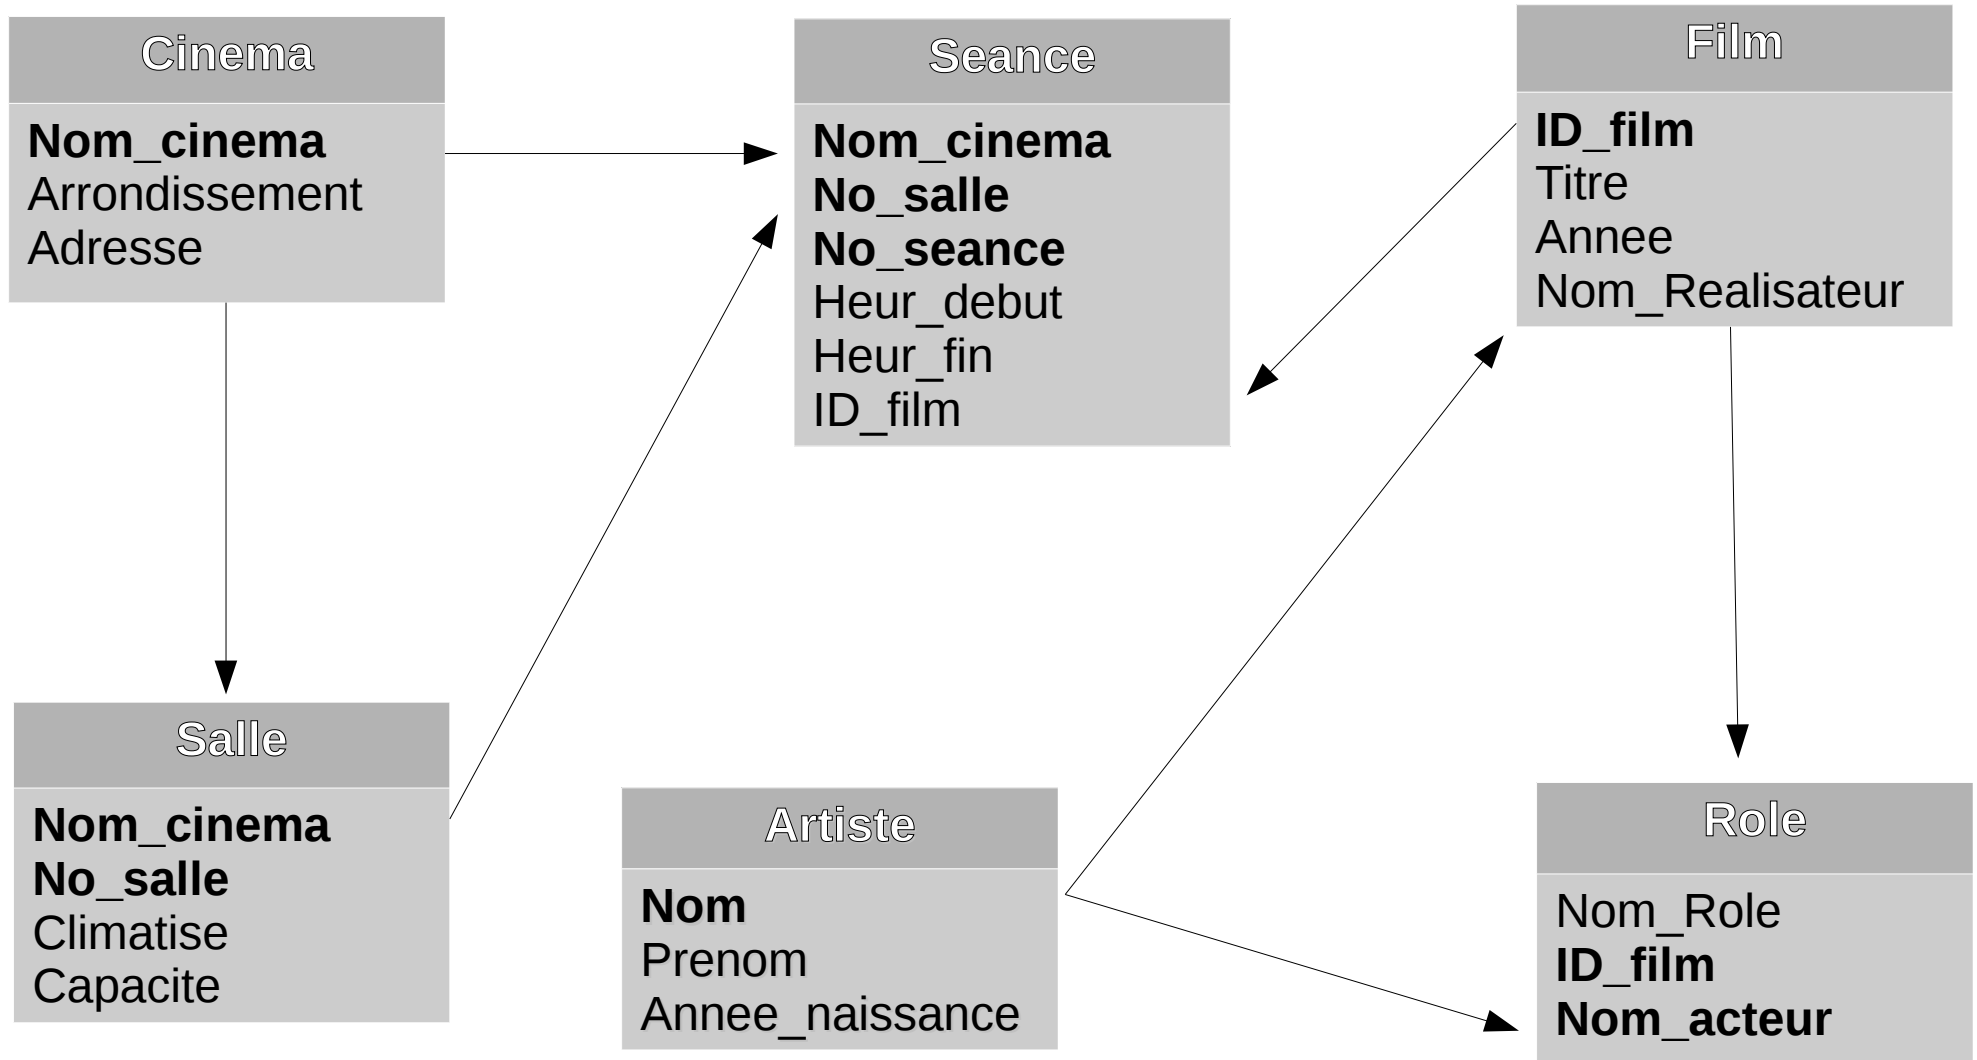 Cinema
Nom_cinema
Arrondissement
Adresse
Seance
Nom_cinema
No_salle
No_seance
Heur_debut
Heur_fin
ID_film
Film
ID_film
Titre
Annee
Nom_Realisateur
Salle
Nom_cinema
No_salle
Climatise
Capacite
Artiste
Nom
Prenom
Annee_naissance
Role
Nom_Role
ID_film
Nom_acteur